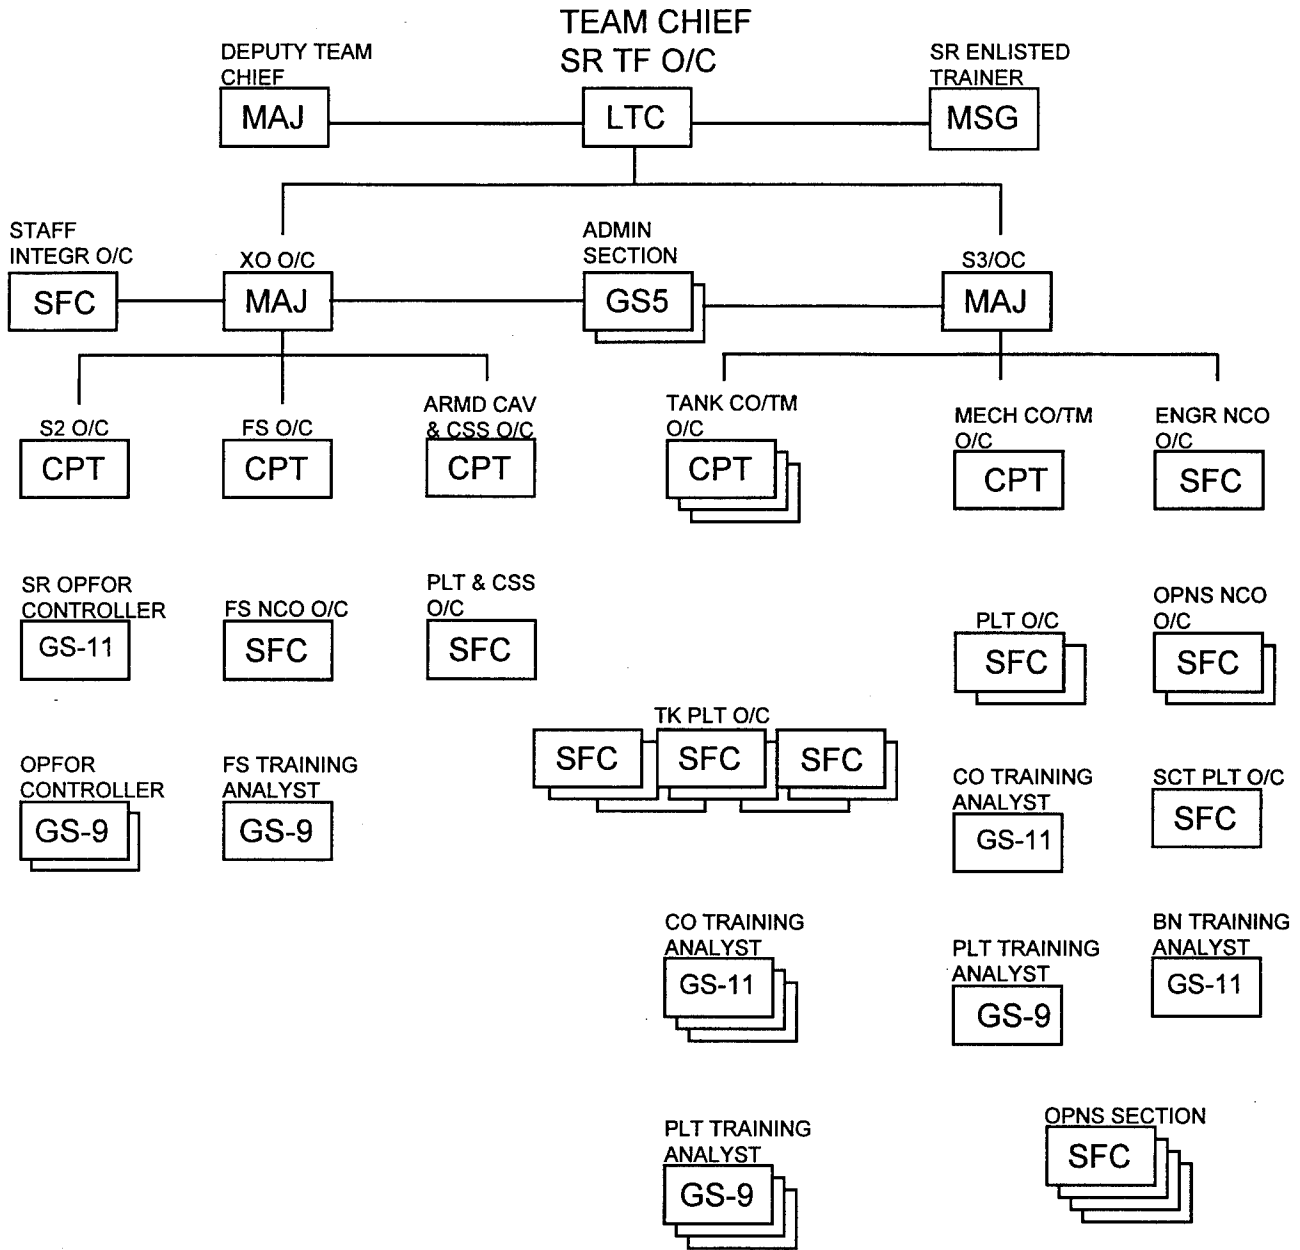 TEAM CHIEF
SR TF O/C
LTC
DEPUTY TEAM
CHIEF
MAJ
SR ENLISTED
TRAINER
MSG
STAFF
INTEGR O/C
SFC
XO O/C
MAJ
ADMIN
SECTION
GS5
S3/OC
MAJ
S2 O/C
CPT
FS O/C
CPT
ARMD CAV
& CSS O/C
CPT
TANK CO/TM
O/C
CPT
MECH CO/TM
O/C
CPT
ENGR NCO
O/C
SFC
SR OPFOR
CONTROLLER
GS-11
FS NCO O/C
SFC
PLT & CSS
O/C
SFC
PLT O/C
SFC
OPNS NCO
O/C
SFC
TK PLT O/C
SFC
SFC
SFC
OPFOR
CONTROLLER
GS-9
FS TRAINING
ANALYST
GS-9
CO TRAINING
ANALYST
GS-11
SCT PLT O/C
SFC
CO TRAINING
ANALYST
GS-11
PLT TRAINING
ANALYST
GS-9
BN TRAINING
ANALYST
GS-11
PLT TRAINING
ANALYST
GS-9
OPNS SECTION
SFC